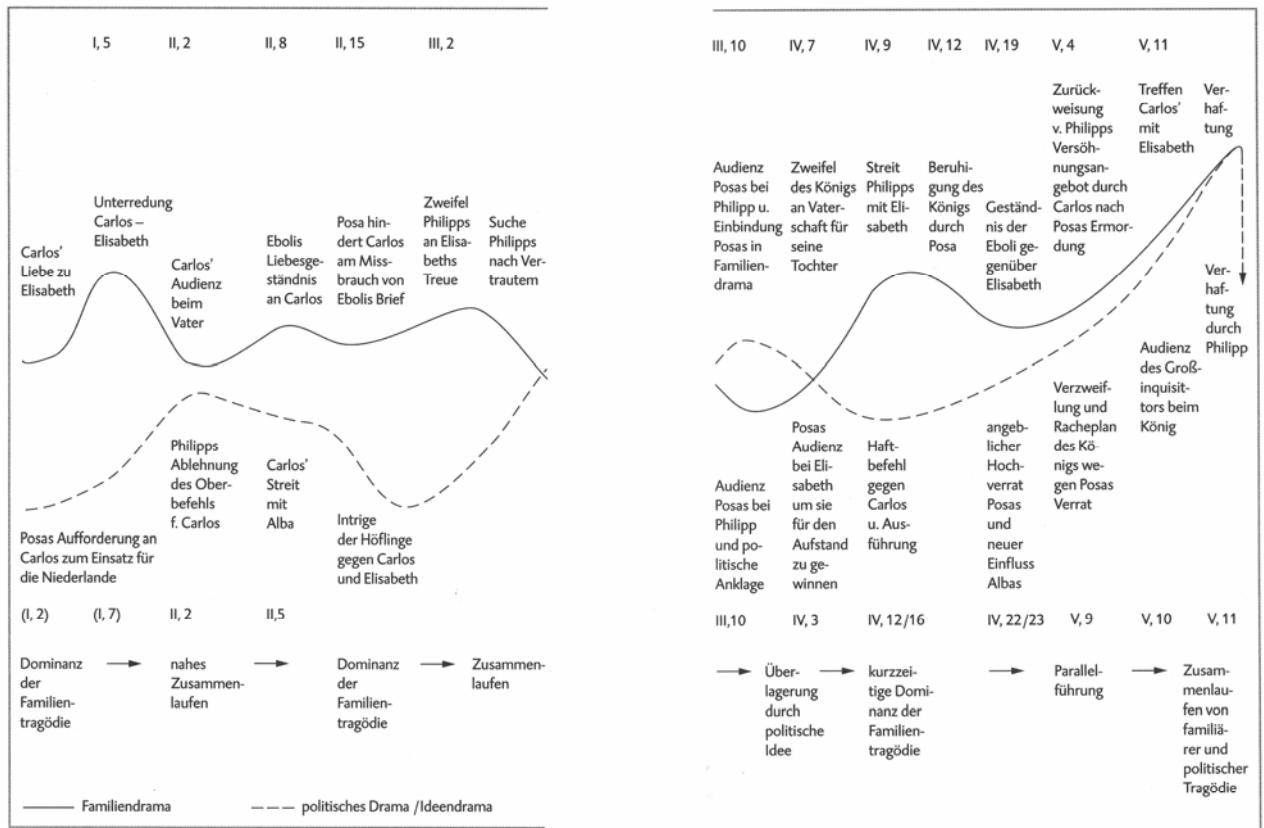 I, 5
II, 2
II, 8
II, 15
III, 2
Carlos'
Liebe zu
Elisabeth
Unterredung
Carlos –
Elisabeth
Carlos'
Audienz
beim
Vater
Ebolis
Liebesge-
ständnis
an Carlos
Posa hin-
dert Carlos
am Miss-
brauch von
Ebolis Brief
Zweifel
Philipps
an Elisa-
beths
Treue
Suche
Philipps
nach Ver-
trautem
Posas Aufforderung an
Carlos zum Einsatz für
die Niederlande
Philipps
Ablehnung
des Ober-
befehls
f. Carlos
Carlos'
Streit
mit
Alba
Intrige
der Höflinge
gegen Carlos
und Elisabeth
(I, 2)
(I, 7)
II, 2
II,5
Dominanz
der
Familien-
tragödie
nahes
Zusammen-
laufen
Dominanz
der
Familien-
tragödie
Zusammen-
laufen
Familiendrama
politisches Drama /Ideendrama
III, 10
IV, 7
IV, 9
IV, 12
IV, 19
V, 4
V, 11
Audienz
Posas bei
Philipp u.
Einbindung
Posas in
Familien-
drama
Zweifel
des Königs
an Vater-
schaft für
seine
Tochter
Streit
Philipps
mit Eli-
sabeth
Beruhi-
gung des
Königs
durch
Posa
Geständ-
nis der
Eboli ge-
genüber
Elisabeth
Zurück-
weisung
v. Philipps
Versöh-
nungsan-
gebot durch
Carlos nach
Posas Ermor-
dung
Treffen
Carlos'
mit
Elisabeth
Ver-
haf-
tung
Audienz
Posas bei
Philipp
und po-
litische
Anklage
Posas
Audienz
bei Eli-
sabeth
um sie
für den
Aufstand
zu ge-
winnen
Haft-
befehl
gegen
Carlos
u. Aus-
führung
angeb-
licher
Hoch-
verrat
Posas
und
neuer
Einfluss
Albas
Verzweif-
lung und
Racheplan
des Kö-
nigs we-
gen Posas
Verrat
Audienz
des Groß-
inquisit-
tors beim
König
Ver-
haf-
tung
durch
Philipp
III,10
IV, 3
IV, 12/16
IV, 22/23
V, 9
V, 10
V, 11
Über-
lagerung
durch
politische
Idee
kurzzei-
tige Domi-
nanz der
Familien-
tragödie
Parallel-
führung
Zusam-
menlau-
fen von
familiä-
rer und
politischer
Tragödie